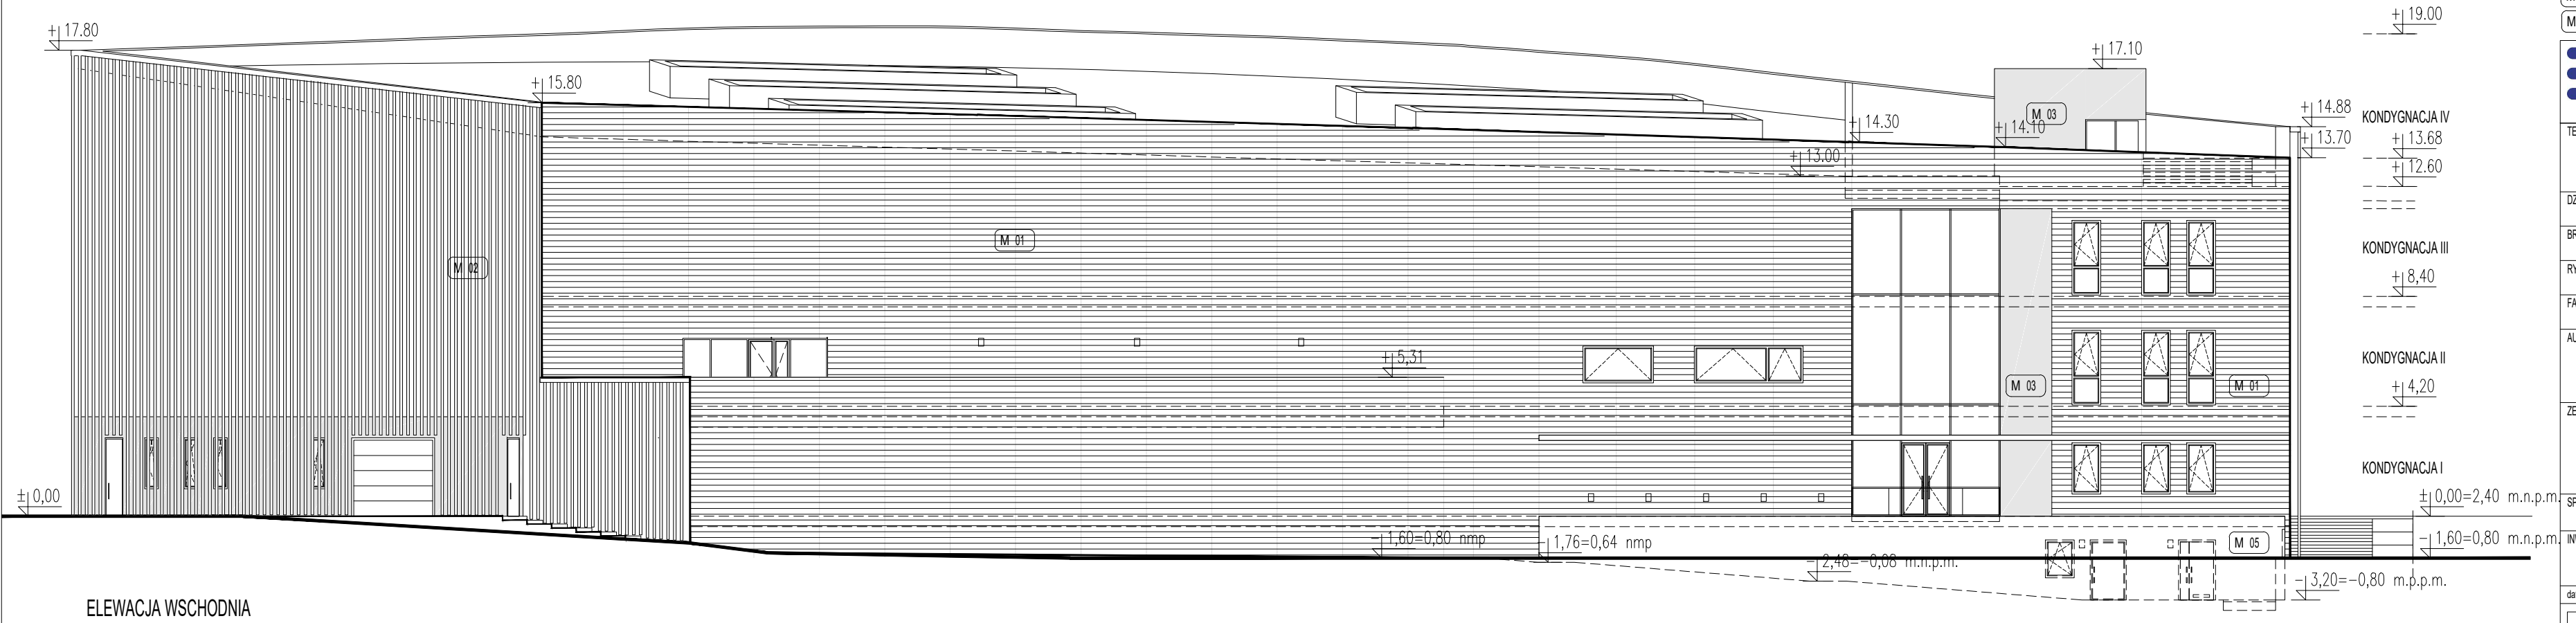 +17.80
+15.80
+14.30
+13.00
+14.10
+17.10
M 03
+14.88
+13.70
+19.00
KONDYGNACJA IV
+13.68
+12.60
KONDYGNACJA III
+8,40
KONDYGNACJA II
+4,20
KONDYGNACJA I
±0,00=2,40 m.n.p.m.
-1,60=0,80 m.n.p.m.
M 02
M 01
+5,31
M 03
M 01
±0,00
-1,60=0,80 nmp
-1,76=0,64 nmp
-2,48=-0,08 m.n.p.m.
M 05
-3,20=-0,80 m.p.p.m.
ELEWACJA WSCHODNIA